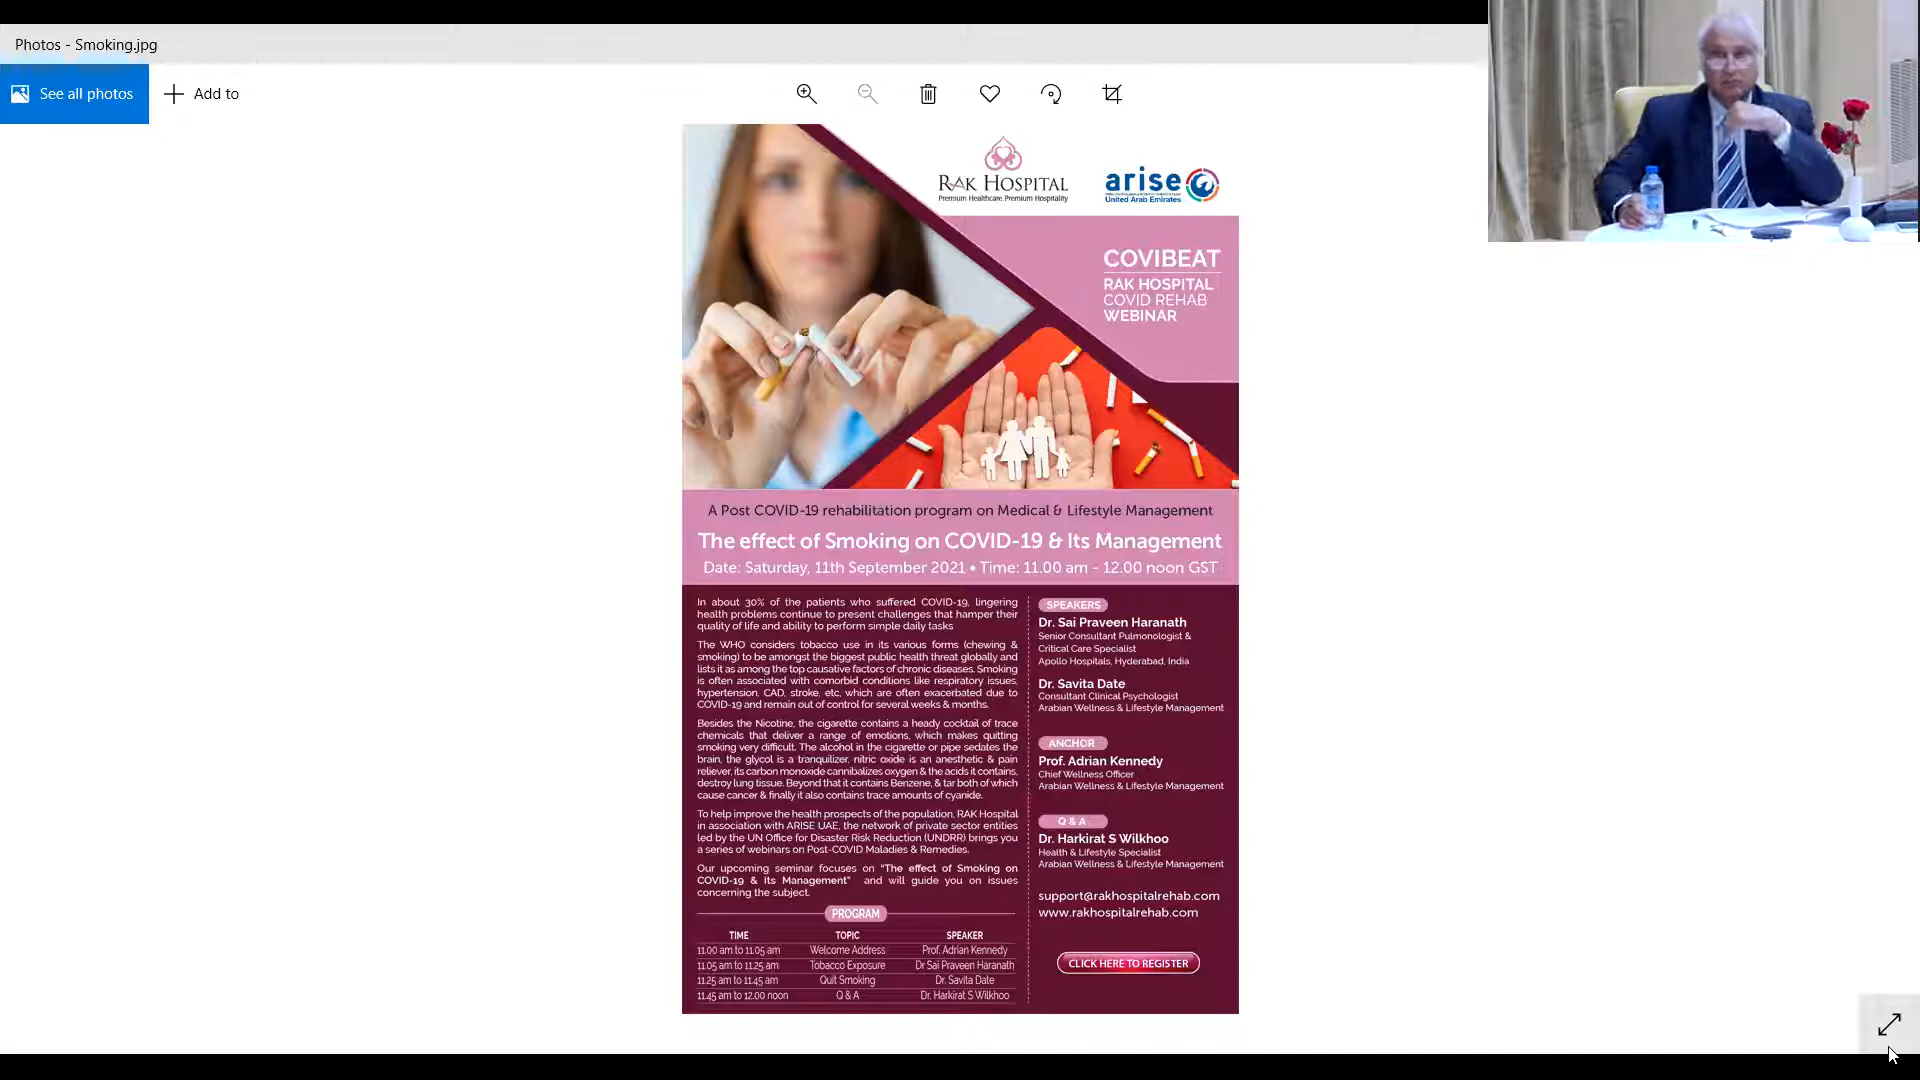 Photos - Smoking.jpg
See all photos
Add to
RAK HOSPITAL
Premium Healthcare. Premium Hospitality
arise
United Arab Emirates
COVIBEAT
RAK HOSPITAL
COVID REHAB
WEBINAR
A Post COVID-19 rehabilitation program on Medical & Lifestyle Management
The effect of Smoking on COVID-19 & Its Management
Date: Saturday, 11th September 2021 • Time: 11.00 am - 12.00 noon GST
In about 30% of the patients who suffered COVID-19, lingering
health problems continue to present challenges that hamper their
quality of life and ability to perform simple daily tasks
The WHO considers tobacco use in its various forms (chewing &
smoking) to be amongst the biggest public health threat globally and
lists it as among the top causative factors of chronic diseases. Smoking
is often associated with comorbid conditions like respiratory issues,
hypertension, CAD, stroke, etc, which are often exacerbated due to
COVID-19 and remain out of control for several weeks & months.
Besides the Nicotine, the cigarette contains a heady cocktail of trace
chemicals that deliver a range of emotions, which makes quitting
smoking very difficult. The alcohol in the cigarette or pipe sedates the
brain, the glycol is a tranquilizer, nitric oxide is an anesthetic & pain
reliever, its carbon monoxide cannibalizes oxygen & the acids it contains,
destroy lung tissue. Beyond that it contains Benzene, & tar both of which
cause cancer & finally it also contains trace amounts of cyanide.
To help improve the health prospects of the population, RAK Hospital
in association with ARISE UAE, the network of private sector entities
led by the UN Office for Disaster Risk Reduction (UNDRR) brings you
a series of webinars on Post-COVID Maladies & Remedies.
Our upcoming seminar focuses on "The effect of Smoking on
COVID-19 & Its Management" and will guide you on issues
concerning the subject.
PROGRAM
TIME TOPIC SPEAKER
11.00 am to 11.05 am Welcome Address Prof. Adrian Kennedy
11.05 am to 11.25 am Tobacco Exposure Dr Sai Praveen Haranath
11.25 am to 11.45 am Quit Smoking Dr. Savita Date
11.45 am to 12.00 noon Q & A Dr. Harkirat S Wilkhoo
SPEAKERS
Dr. Sai Praveen Haranath
Senior Consultant Pulmonologist &
Critical Care Specialist
Apollo Hospitals, Hyderabad, India
Dr. Savita Date
Consultant Clinical Psychologist
Arabian Wellness & Lifestyle Management
ANCHOR
Prof. Adrian Kennedy
Chief Wellness Officer
Arabian Wellness & Lifestyle Management
Q & A
Dr. Harkirat S Wilkhoo
Health & Lifestyle Specialist
Arabian Wellness & Lifestyle Management
support@rakhospitalrehab.com
www.rakhospitalrehab.com
CLICK HERE TO REGISTER